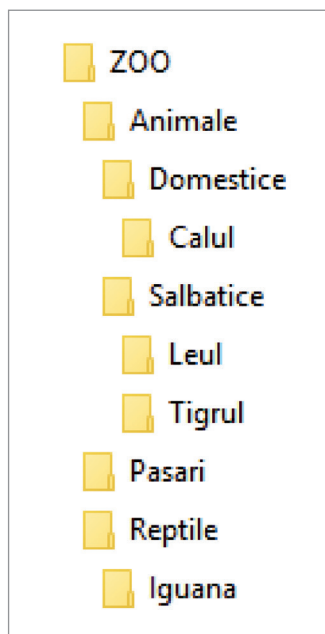 ZOO
Animale
Domestice
Calul
Salbatice
Leul
Tigrul
Pasari
Reptile
Iguana